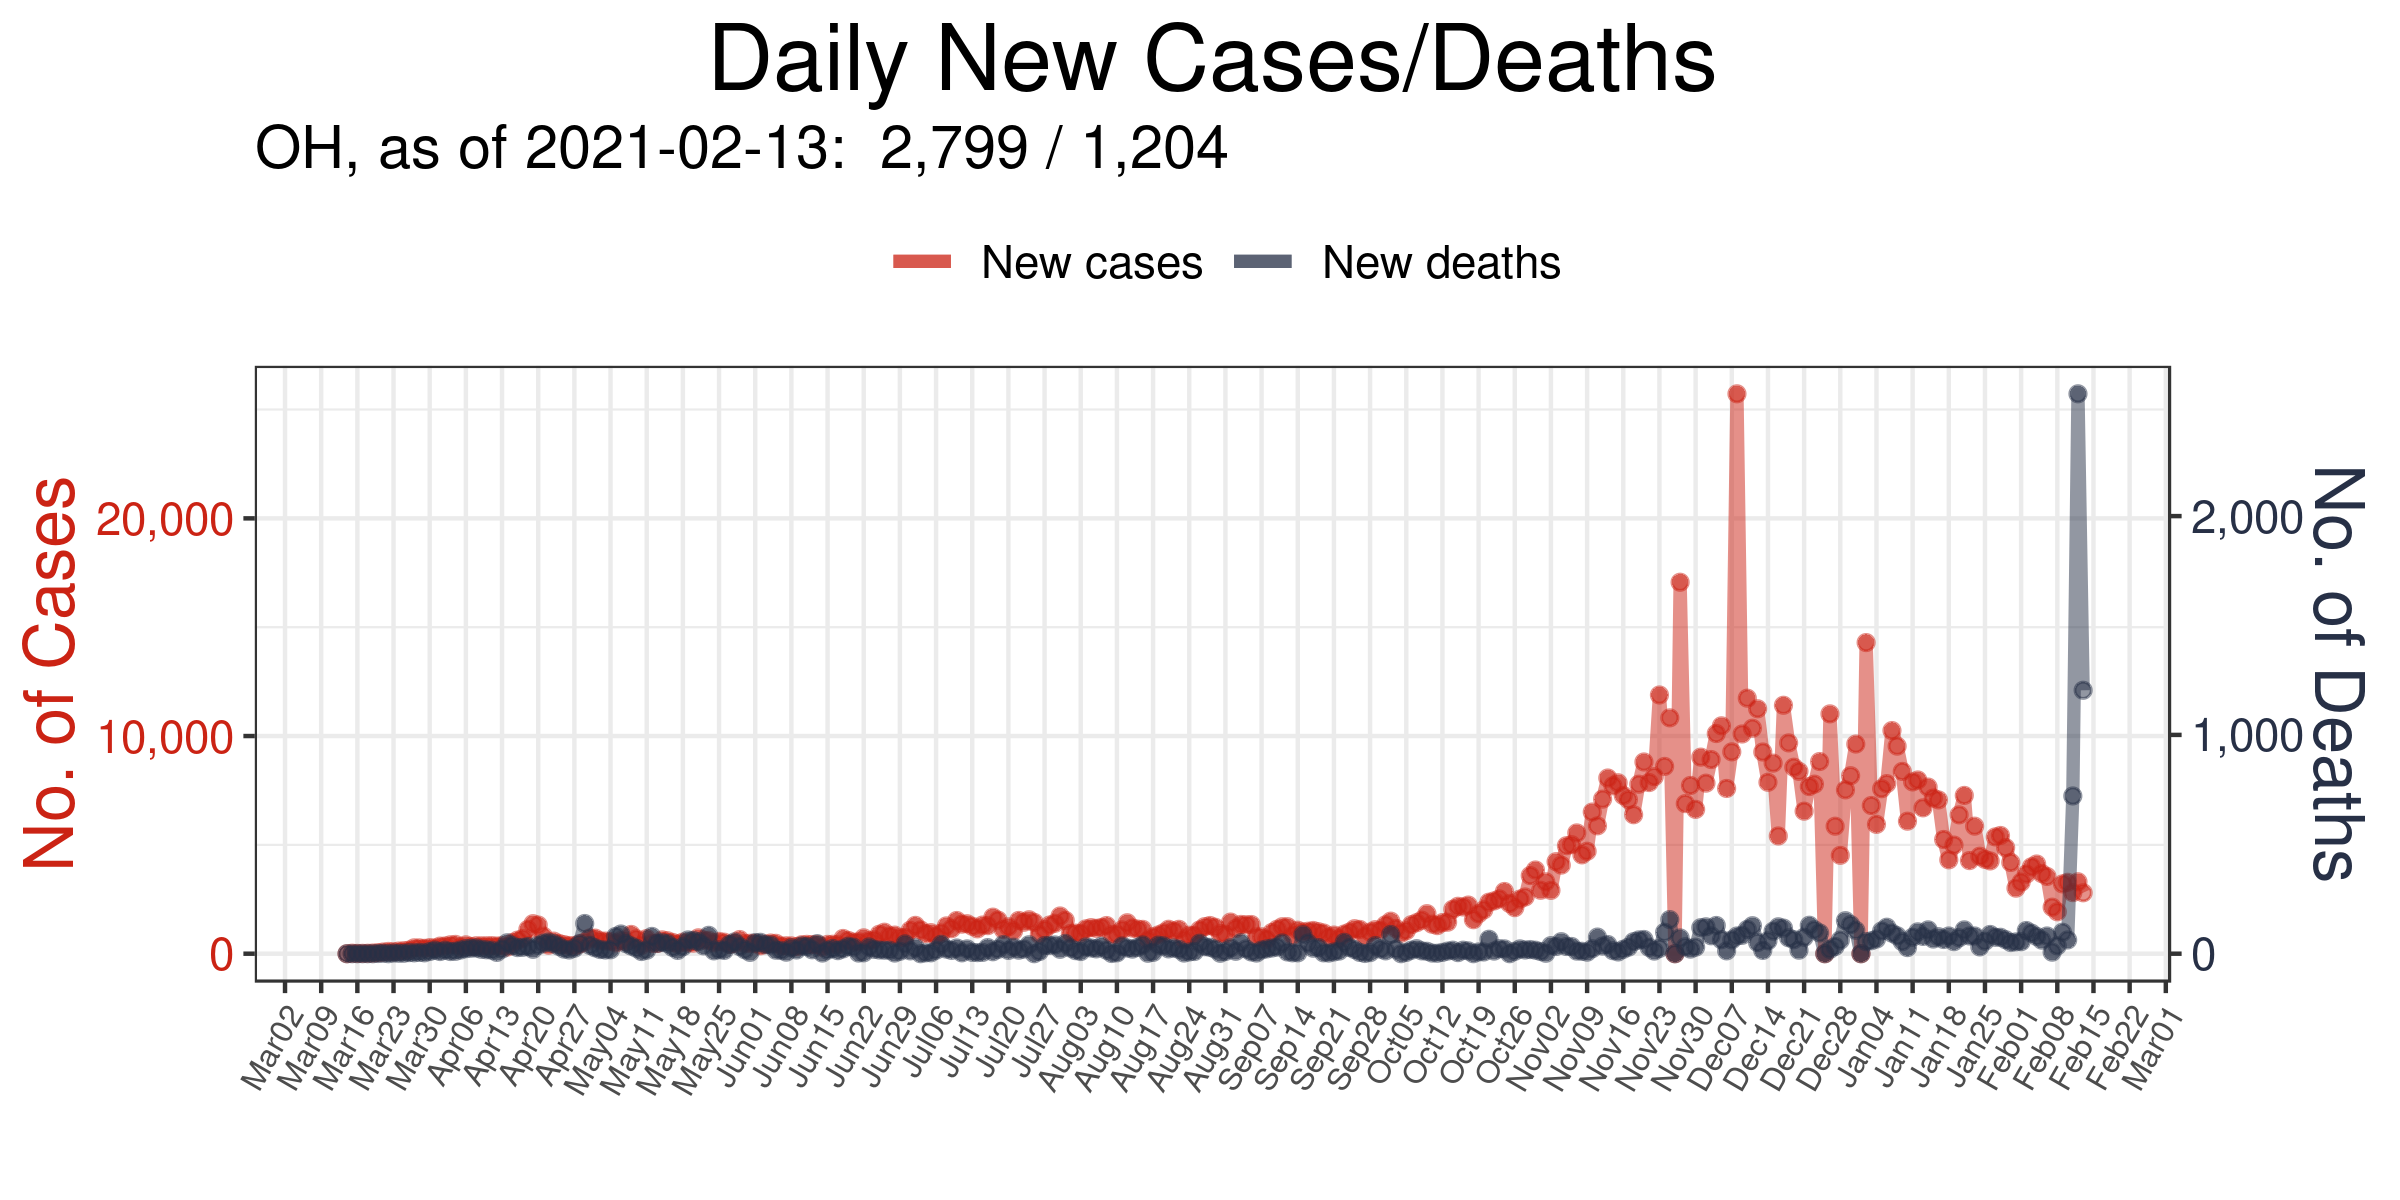 Daily New Cases/Deaths
OH, as of 2021-02-13:  2,799 / 1,204
New cases
New deaths
No. of Cases
20,000
10,000
0
2,000
1,000
0
No. of Deaths
Mar02
Mar09
Mar16
Mar23
Mar30
Apr06
Apr13
Apr20
Apr27
May04
May11
May18
May25
Jun01
Jun08
Jun15
Jun22
Jun29
Jul06
Jul13
Jul20
Jul27
Aug03
Aug10
Aug17
Aug24
Aug31
Sep07
Sep14
Sep21
Sep28
Oct05
Oct12
Oct19
Oct26
Nov02
Nov09
Nov16
Nov23
Nov30
Dec07
Dec14
Dec21
Dec28
Jan04
Jan11
Jan18
Jan25
Feb01
Feb08
Feb15
Feb22
Mar01